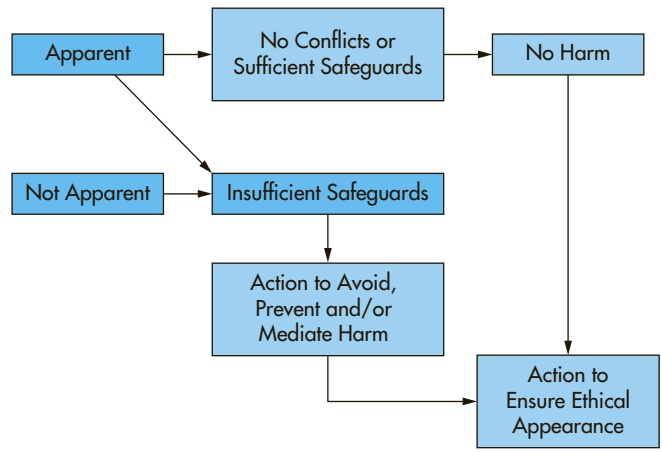 Apparent
No Conflicts or
Sufficient Safeguards
No Harm
Not Apparent
Insufficient Safeguards
Action to Avoid,
Prevent and/or
Mediate Harm
Action to
Ensure Ethical
Appearance